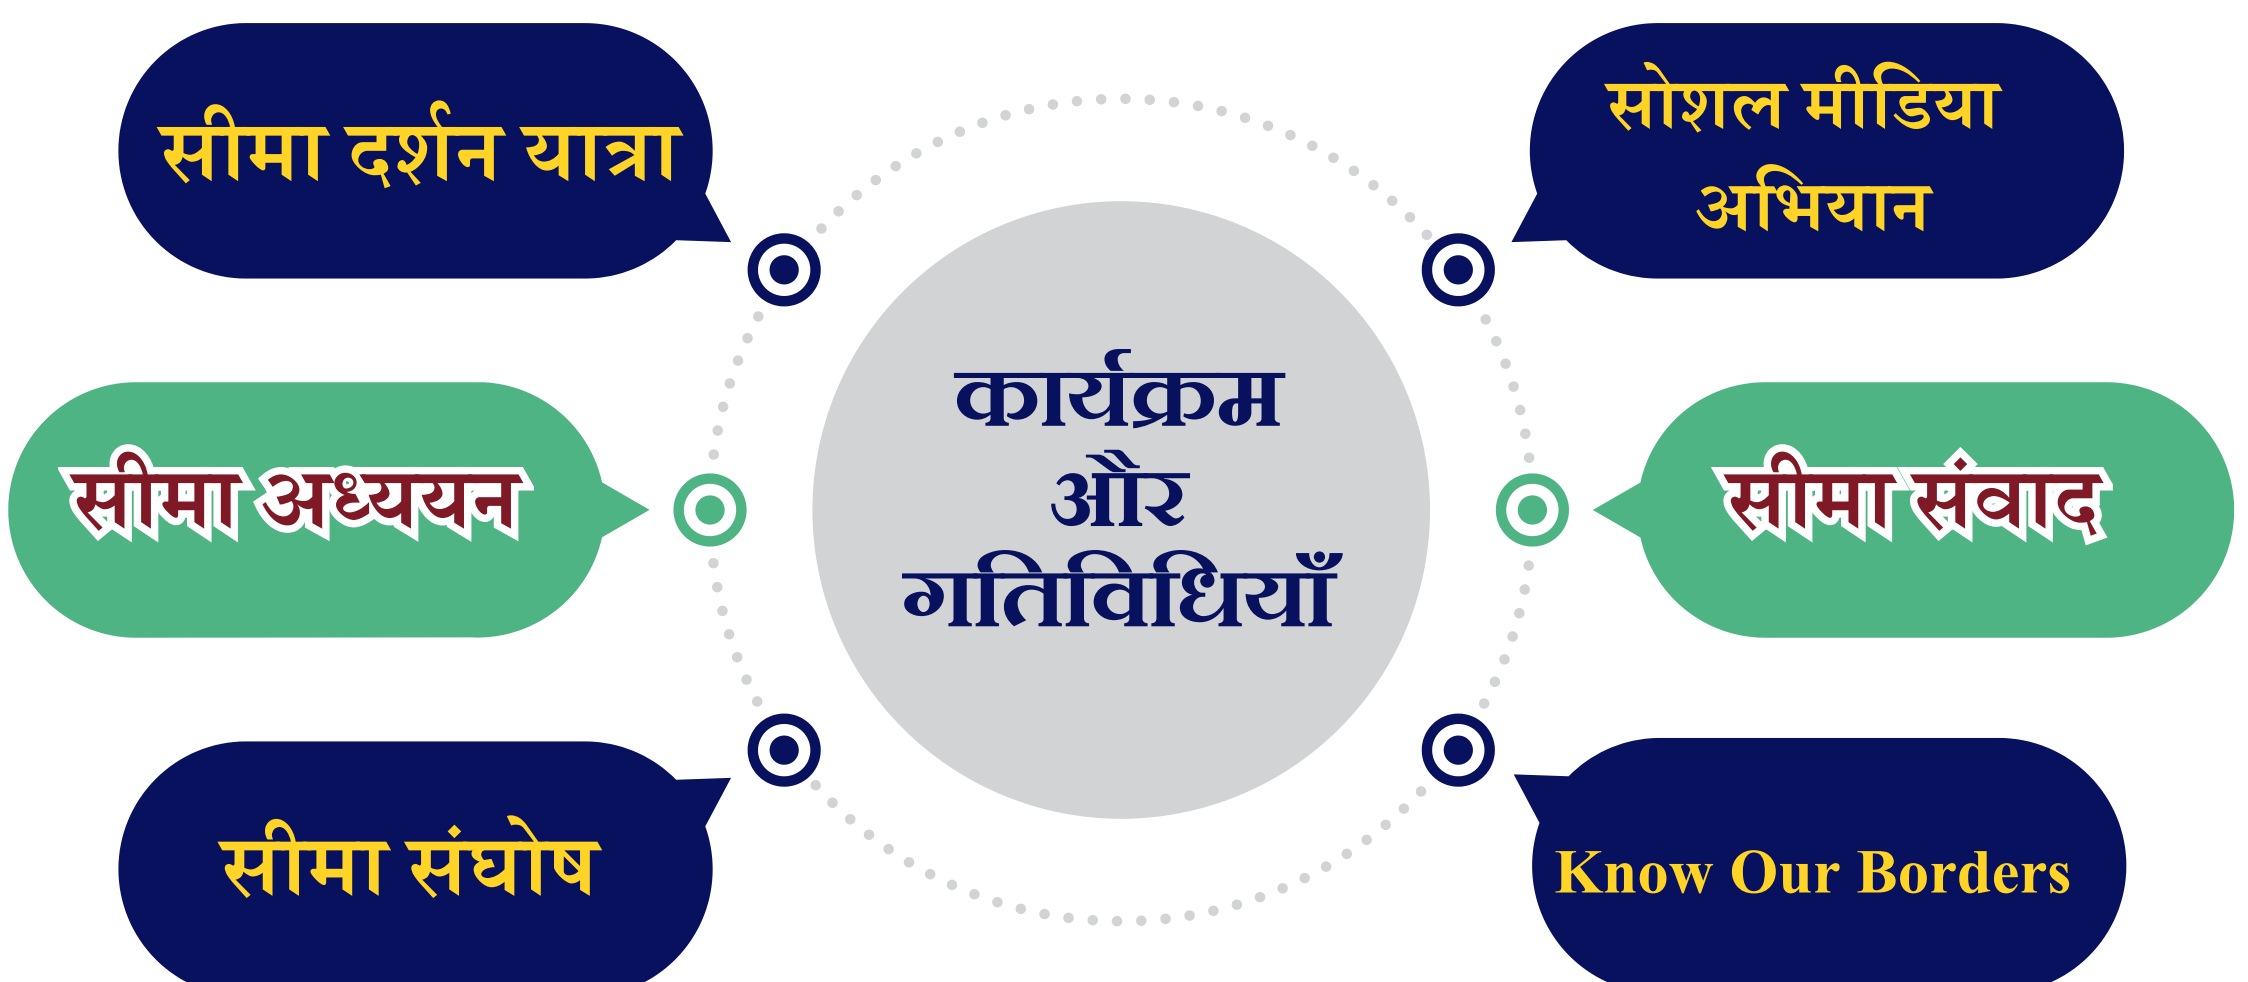 सीमा दर्शन यात्रा
सोशल मीडिया
अभियान
कार्यक्रम
और
गतिविधियाँ
सीमा अध्ययन
सीमा संवाद
सीमा संघोष
Know Our Borders